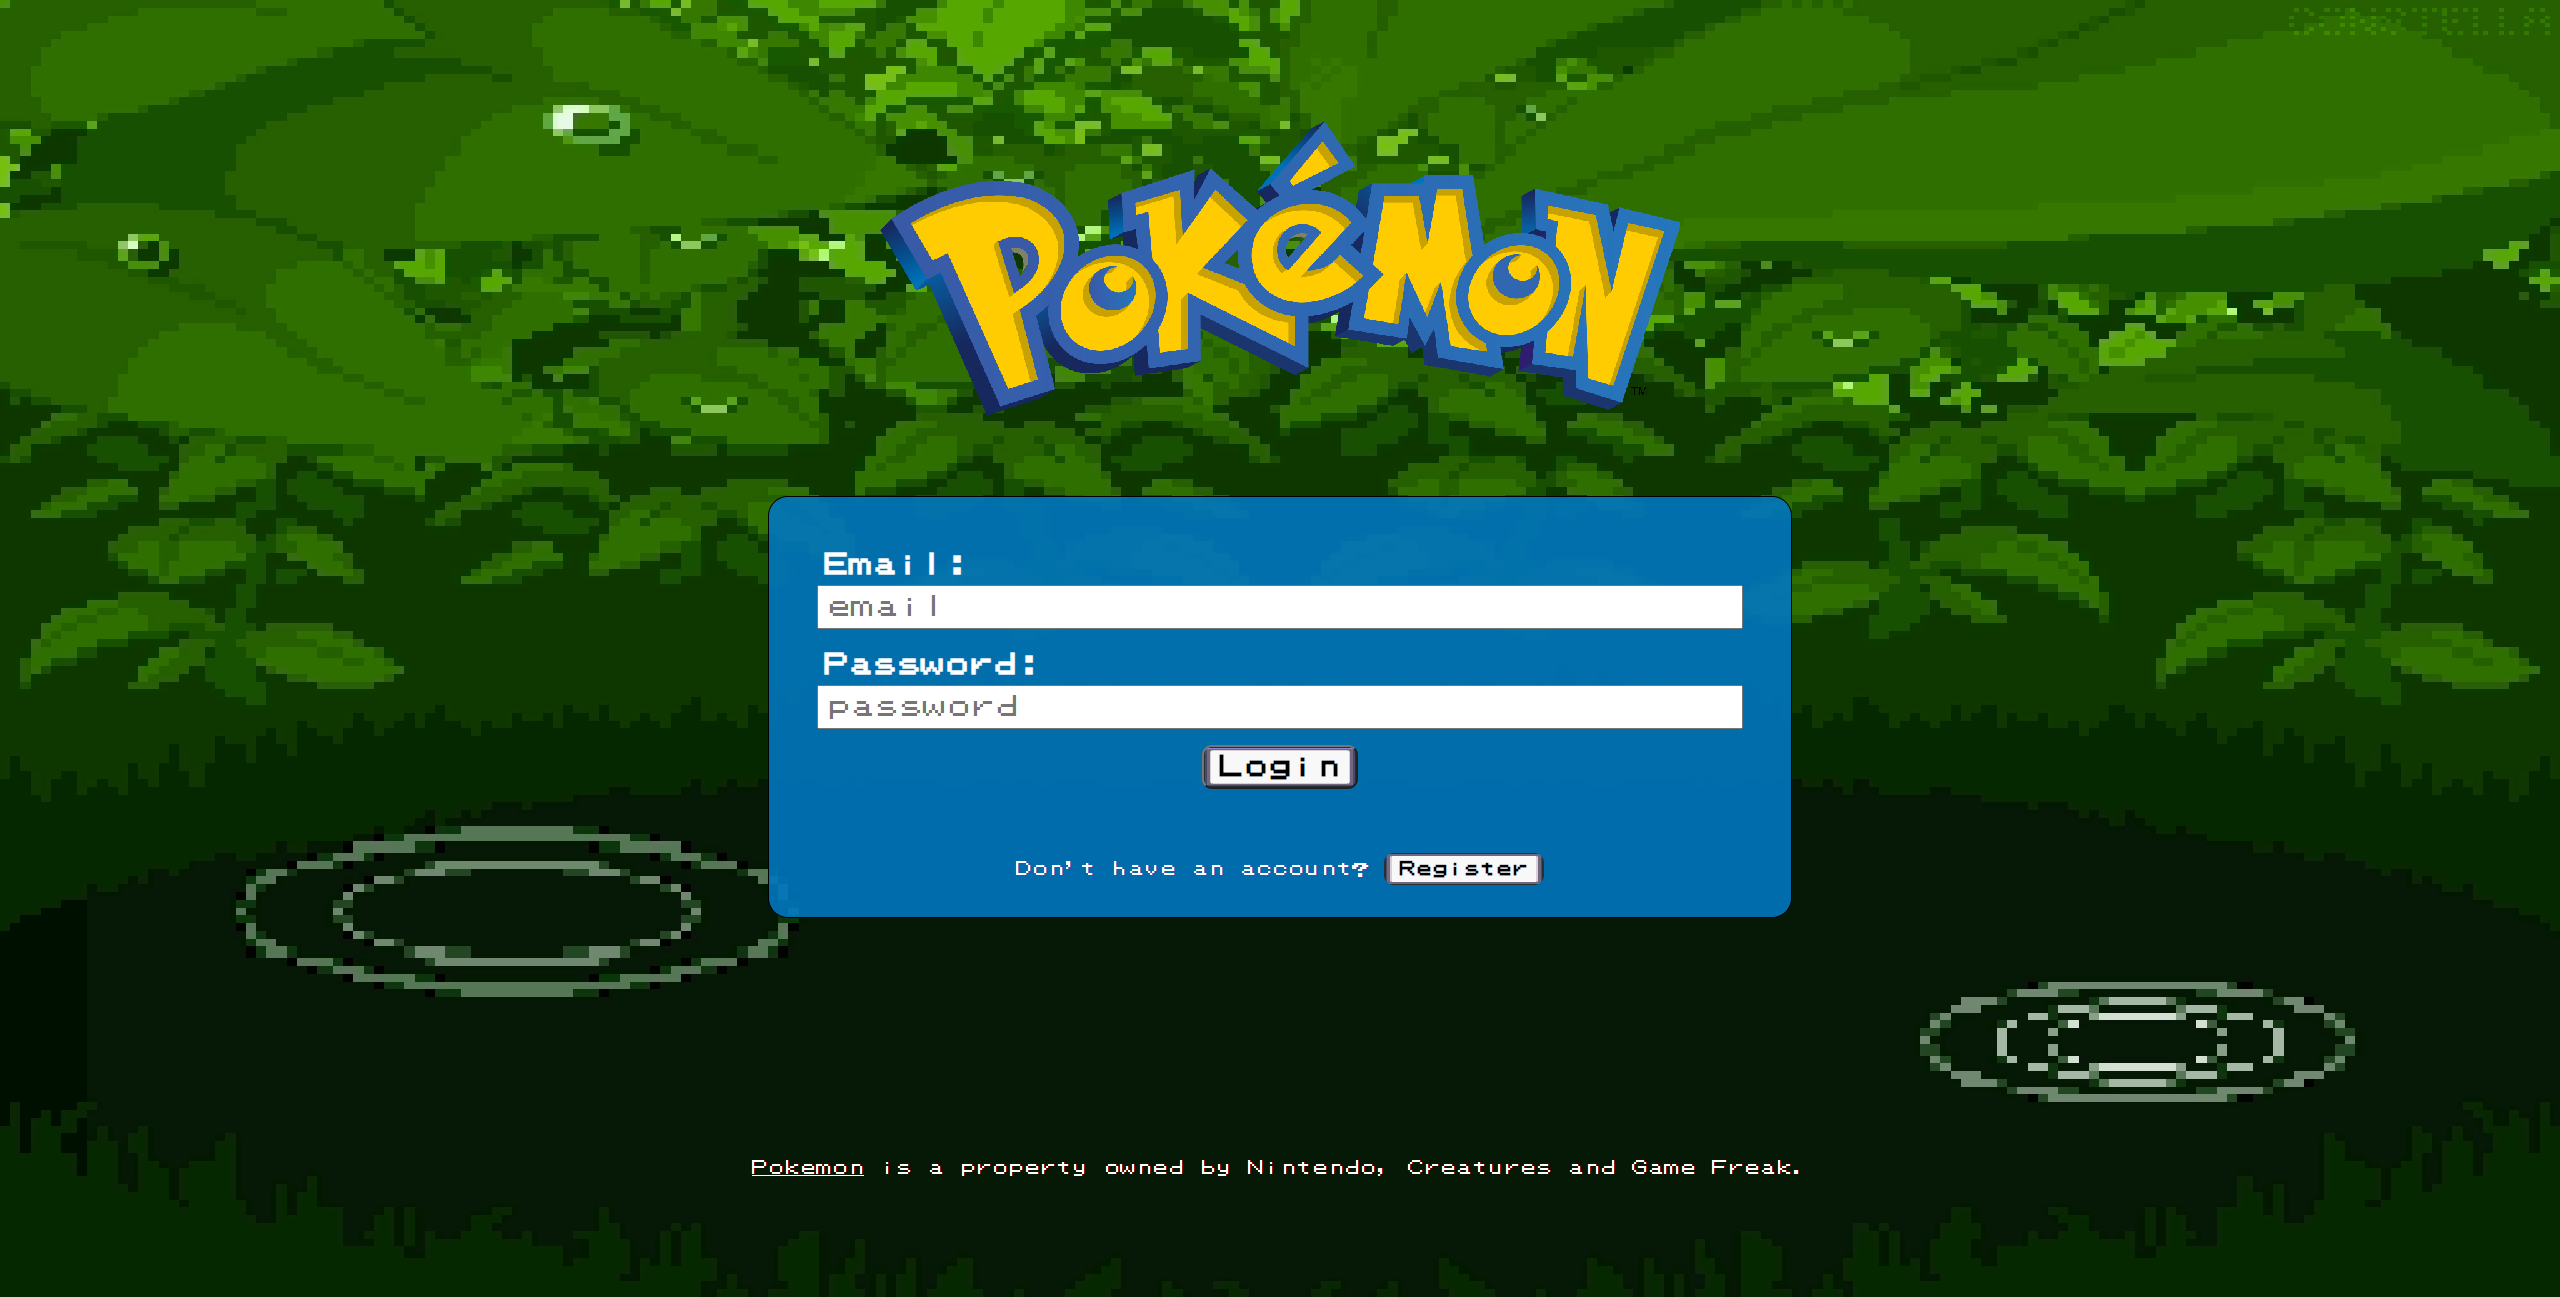 POKéMON
TM
Email:
email
Password:
password
Login
Don't have an account? Register
Pokemon is a property owned by Nintendo, Creatures and Game Freak.